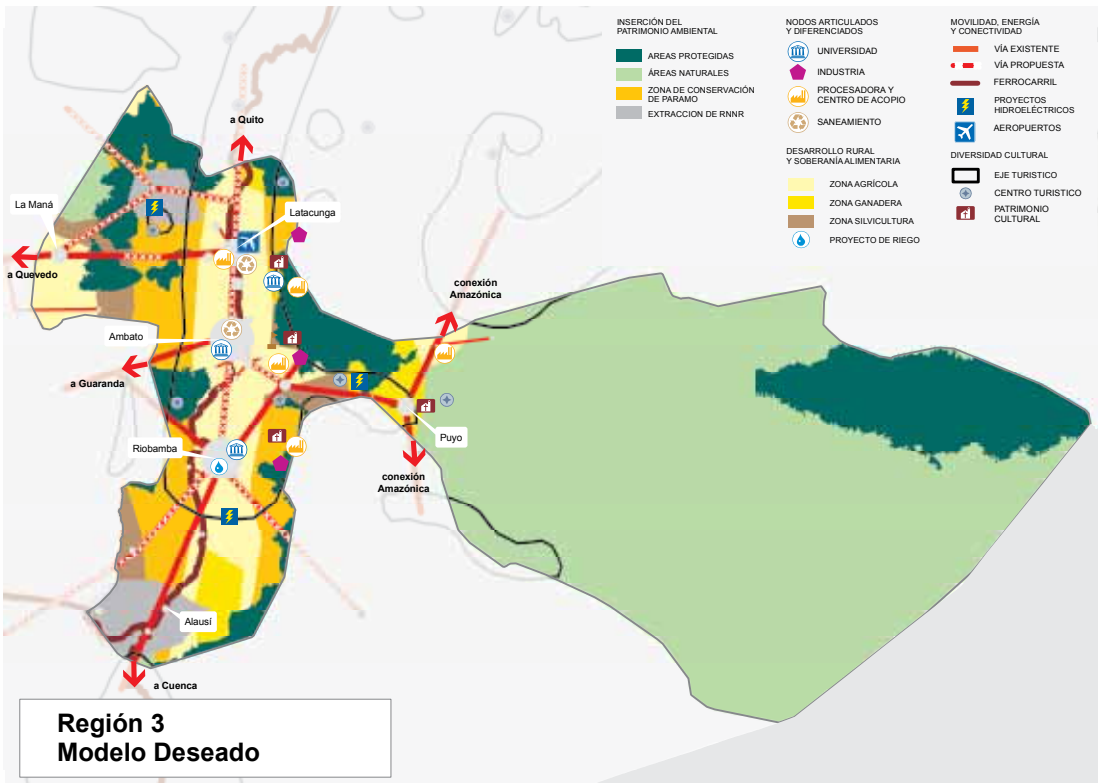 INSERCIÓN DEL
PATRIMONIO AMBIENTAL
AREAS PROTEGIDAS
ÁREAS NATURALES
ZONA DE CONSERVACIÓN
DE PARAMO
EXTRACCION DE RNNR
NODOS ARTICULADOS
Y DIFERENCIADOS
UNIVERSIDAD
INDUSTRIA
PROCESADORA Y
CENTRO DE ACOPIO
SANEAMIENTO
DESARROLLO RURAL
Y SOBERANÍA ALIMENTARIA
ZONA AGRÍCOLA
ZONA GANADERA
ZONA SILVICULTURA
PROYECTO DE RIEGO
MOVILIDAD, ENERGÍA
Y CONECTIVIDAD
VÍA EXISTENTE
VÍA PROPUESTA
FERROCARRIL
PROYECTOS
HIDROELÉCTRICOS
AEROPUERTOS
DIVERSIDAD CULTURAL
EJE TURISTICO
CENTRO TURISTICO
PATRIMONIO
CULTURAL
a Quito
La Maná
Latacunga
a Quevedo
conexión
Amazónica
Ambato
a Guaranda
Riobamba
Puyo
conexión
Amazónica
Alausí
a Cuenca
Región 3
Modelo Deseado